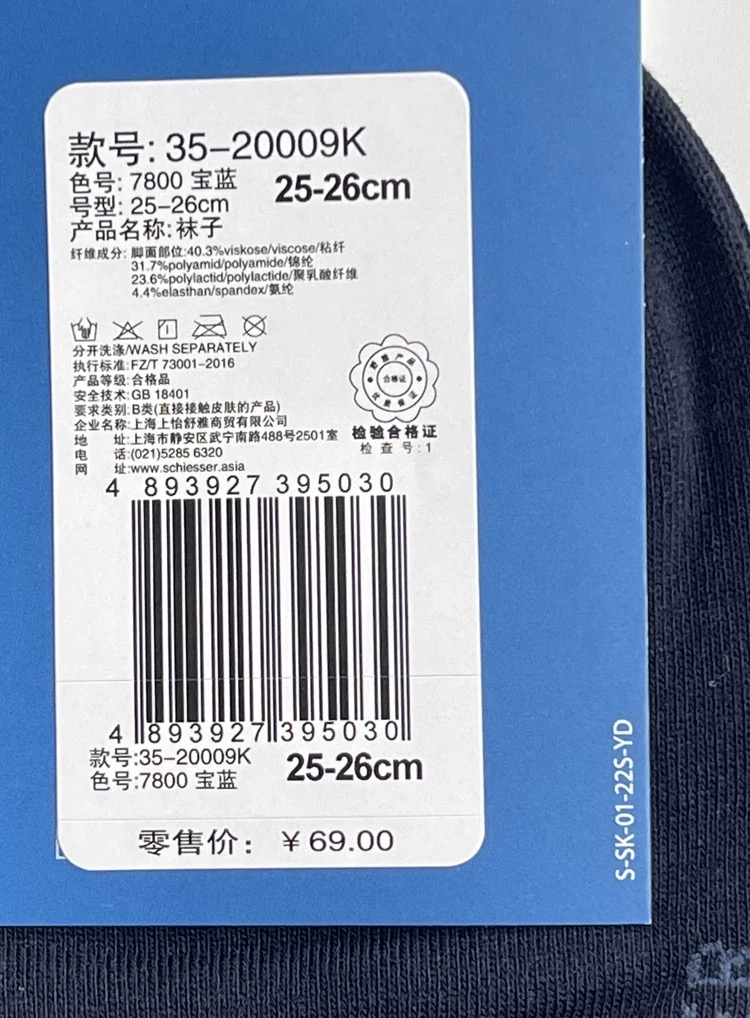 款号: 35-20009K
色号: 7800 宝蓝
25-26cm
号型: 25-26cm
产品名称: 袜子
纤维成分: 脚面部位:40.3%viskose/viscose/粘纤
31.7%polyamid/polyamide/锦纶
23.6%polylactid/polylactide/聚乳酸纤维
4.4%elasthan/spandex/氨纶
分开洗涤/WASH SEPARATELY
执行标准:FZ/T 73001-2016
产品等级:合格品
安全技术:GB 18401
要求类别:B类(直接接触皮肤的产品)
企业名称:上海上怡舒雅商贸有限公司
地 址:上海市静安区武宁南路488号2501室
电 话:(021)5285 6320
网 址:www.schiesser.asia
合格证
优质保证
检验合格证
检 查 号:1
4 893927 395030
4 893927 395030
款号:35-20009K
色号:7800 宝蓝
25-26cm
零售价: ¥69.00
S-SK-01-22S-YD